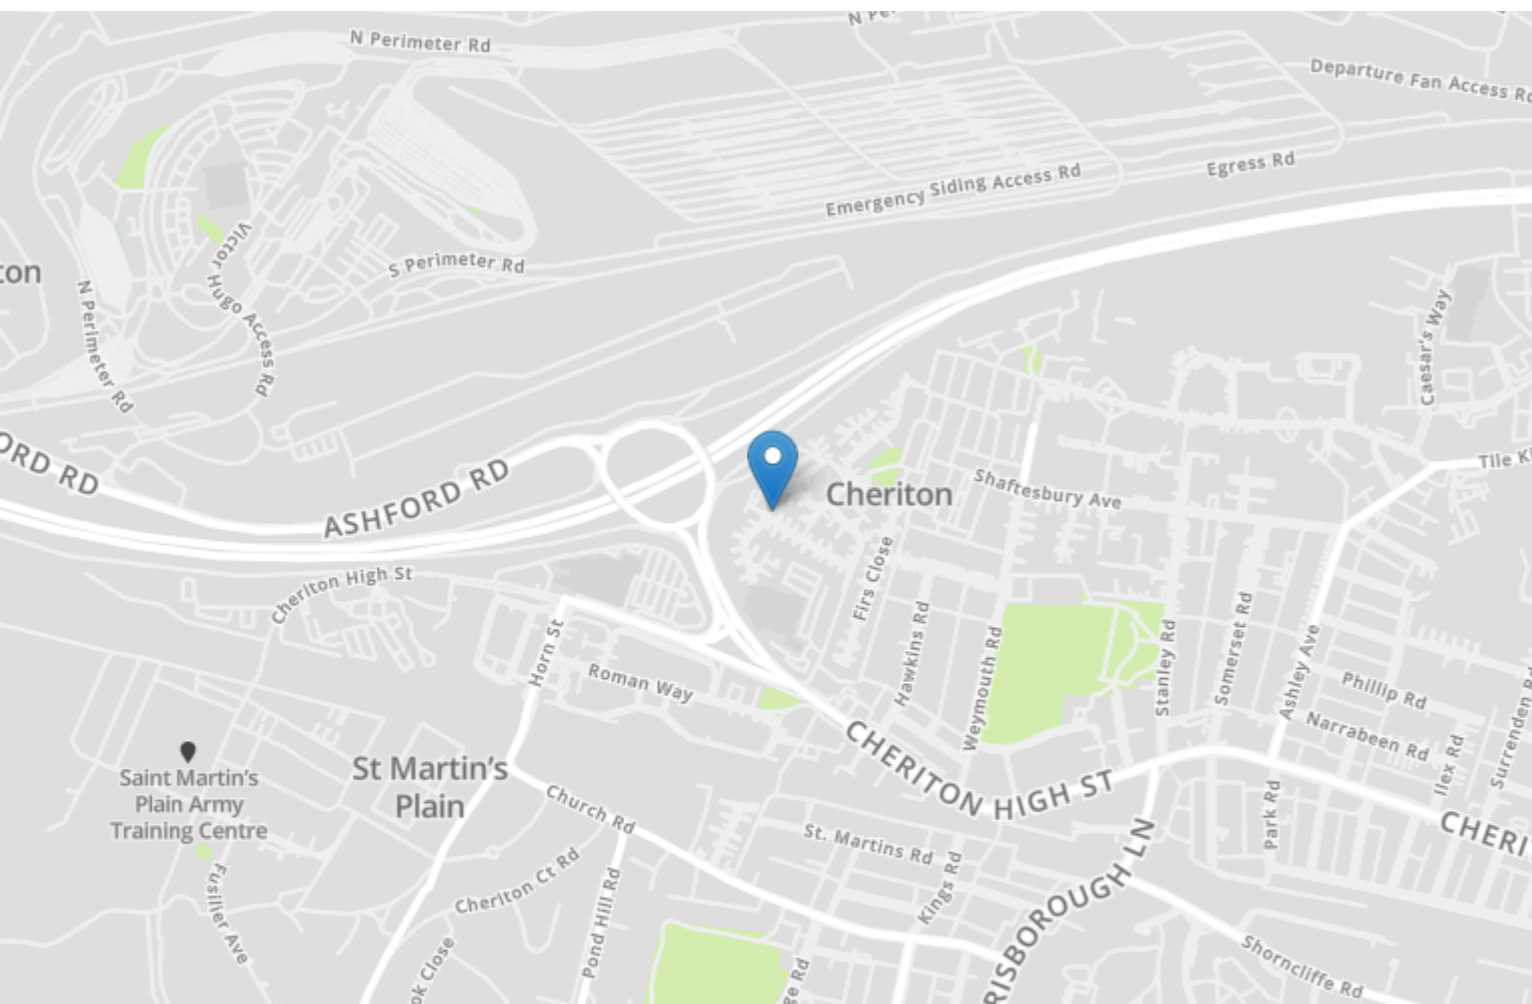 N Perimeter Rd
Departure Fan Access Rd
Egress Rd
Emergency Siding Access Rd
S Perimeter Rd
Victor Hugo Access Rd
N Perimeter Rd
Caesar's Way
ASHFORD RD
Cheriton
Shaftesbury Ave
Cheriton High St
Firs Close
Hawkins Rd
Weymouth Rd
Stanley Rd
Somerset Rd
Ashley Ave
Horn St
Roman Way
Phillip Rd
Narrabeen Rd
Ilex Rd
CHERITON HIGH ST
Saint Martin's
Plain Army
Training Centre
St Martin's
Plain
Church Rd
St. Martins Rd
Park Rd
Cheriton Ct Rd
Kings Rd
Pond Hill Rd
Fusilier Ave
Shorncliffe Rd